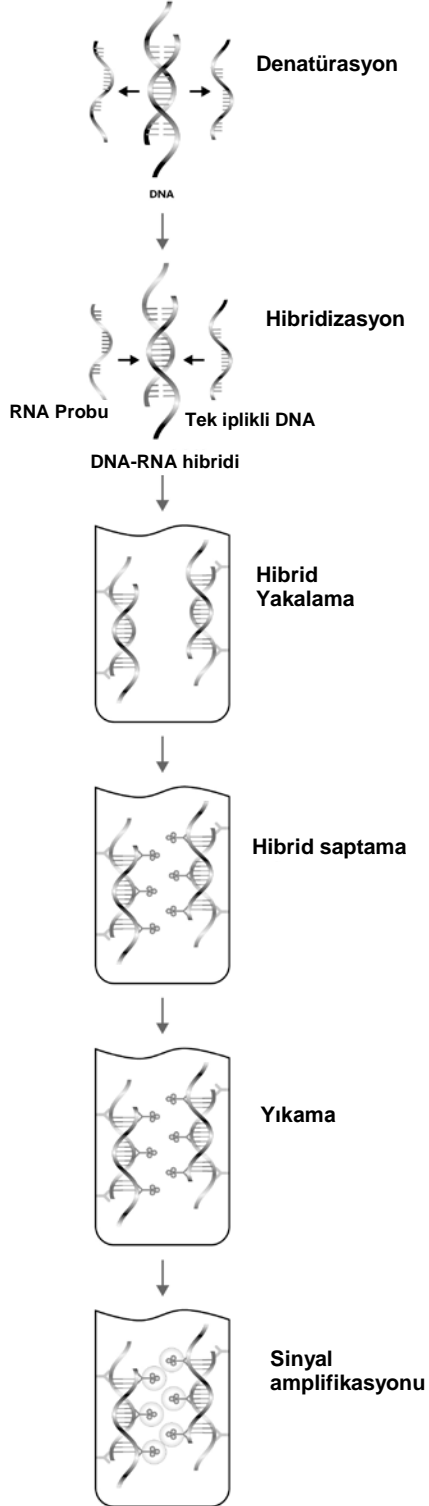 Denatürasyon
DNA
Hibridizasyon
RNA Probu
Tek iplikli DNA
DNA-RNA hibridi
Hibrid
Yakalama
Hibrid saptama
Yıkama
Sinyal
amplifikasyonu